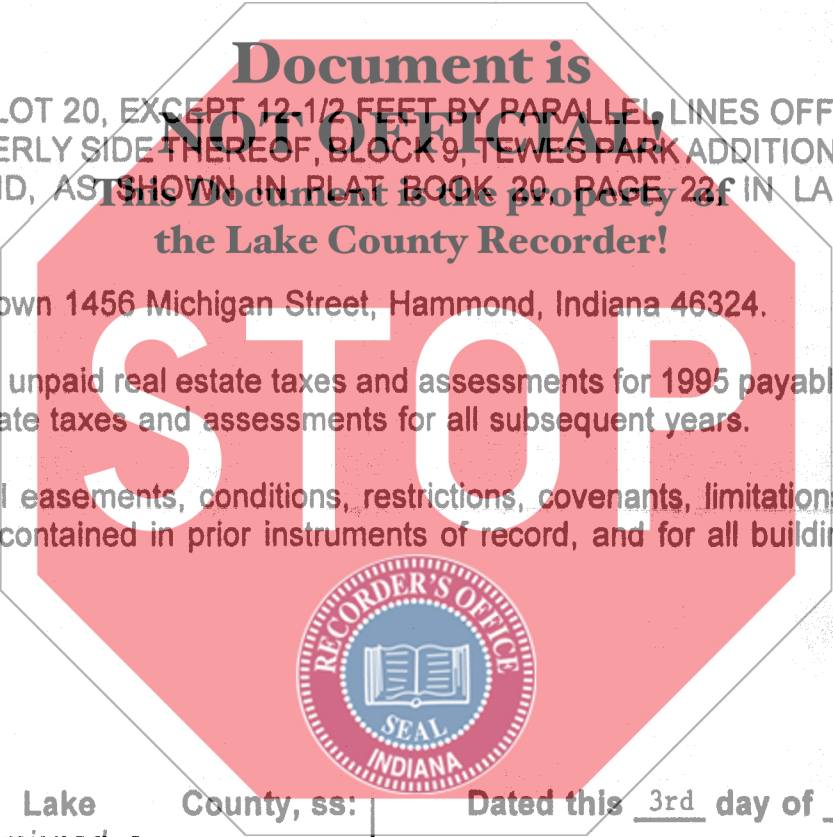 Document is
LOT 20, EXCEPT 12-1/2 FEET BY PARALLEL LINES OFF
NOT OFFICIAL!
ERLY SIDE THEREOF, BLOCK 9, TEWES PARK ADDITION
This Document is the property of
ND, AS SHOWN IN PLAT BOOK 20, PAGE 22, IN LA
the Lake County Recorder!
own 1456 Michigan Street, Hammond, Indiana 46324.
STOP
unpaid real estate taxes and assessments for 1995 payabl
ate taxes and assessments for all subsequent years.
l easements, conditions, restrictions, covenants, limitation
contained in prior instruments of record, and for all buildin
RECORDER'S OFFICE
SEAL
INDIANA
Lake County, ss: Dated this 3rd day of